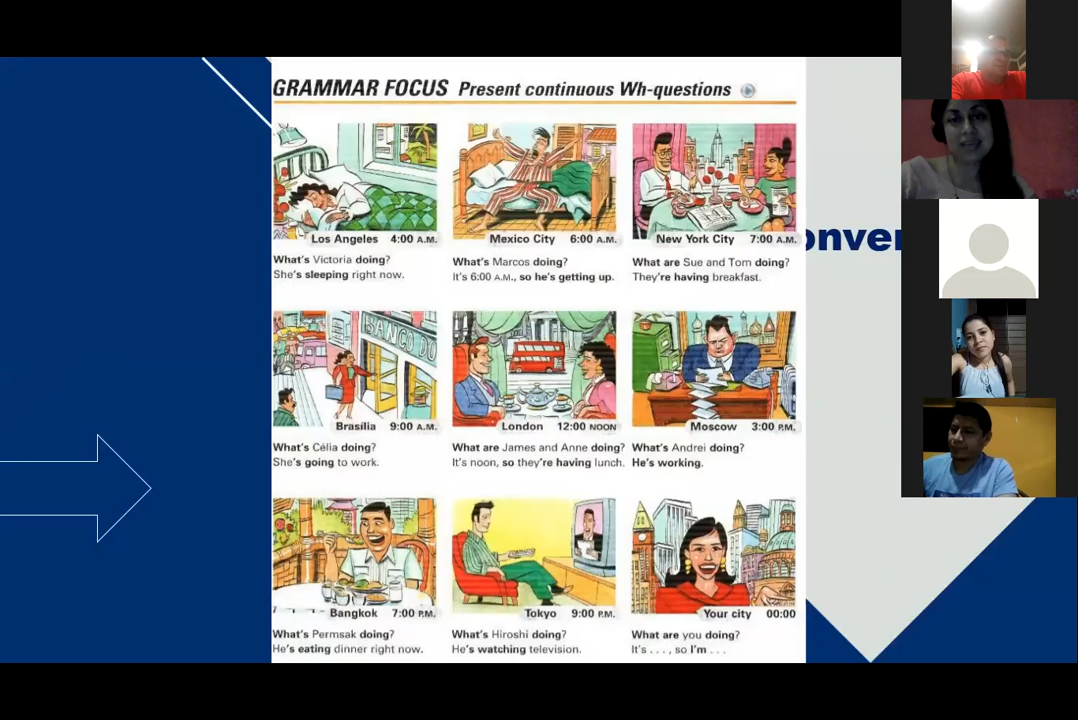 GRAMMAR FOCUS Present continuous Wh-questions
Los Angeles 4:00 A.M.
What's Victoria doing?
She's sleeping right now.
Mexico City 6:00 A.M.
What's Marcos doing?
It's 6:00 A.M., so he's getting up.
New York City 7:00 A.M.
What are Sue and Tom doing?
They're having breakfast.
onver
BANCO DO
Brasília 9:00 A.M.
What's Célia doing?
She's going to work.
London 12:00 NOON
What are James and Anne doing?
It's noon, so they're having lunch.
Moscow 3:00 P.M.
What's Andrei doing?
He's working.
Bangkok 7:00 P.M.
What's Permsak doing?
He's eating dinner right now.
Tokyo 9:00 P.M.
What's Hiroshi doing?
He's watching television.
Your city 00:00
What are you doing?
It's . . . , so I'm . . .